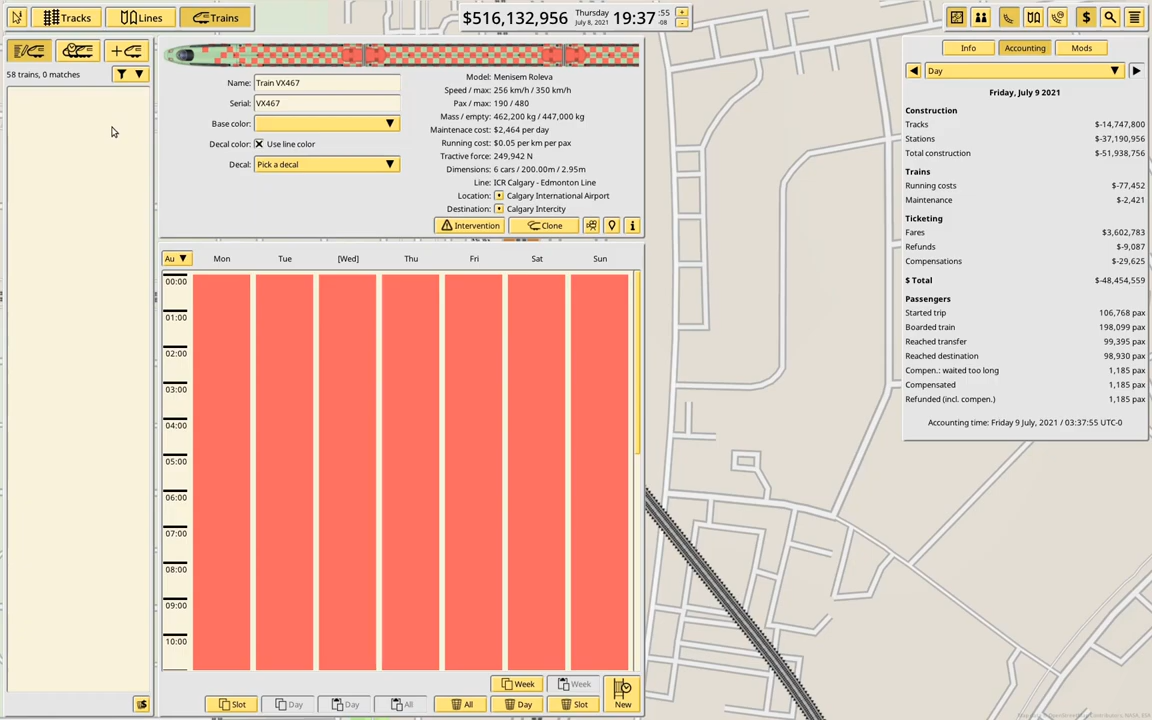 Tracks
Lines
Trains
$516,132,956
Thursday
July 8, 2021
19:37
:55
-08
+
-
$
58 trains, 0 matches
Name:
Train VX467
Serial:
VX467
Base color:
Decal color:
Use line color
Decal:
Pick a decal
Model: Menisem Roleva
Speed / max: 256 km/h / 350 km/h
Pax / max: 190 / 480
Mass / empty: 462,200 kg / 447,000 kg
Maintenace cost: $2,464 per day
Running cost: $0.05 per km per pax
Tractive force: 249,942 N
Dimensions: 6 cars / 200.00m / 2.95m
Line: ICR Calgary - Edmonton Line
Location: Calgary International Airport
Destination: Calgary Intercity
Intervention
Clone
Au
Mon
Tue
[Wed]
Thu
Fri
Sat
Sun
00:00
01:00
02:00
03:00
04:00
05:00
06:00
07:00
08:00
09:00
10:00
Week
Week
Slot
Day
Day
All
All
Day
Slot
New
Info
Accounting
Mods
Day
Friday, July 9 2021
Construction
Tracks $-14,747,800
Stations $-37,190,956
Total construction $-51,938,756
Trains
Running costs $-77,452
Maintenance $-2,421
Ticketing
Fares $3,602,783
Refunds $-9,087
Compensations $-29,625
$ Total $-48,454,559
Passengers
Started trip 106,768 pax
Boarded train 198,099 pax
Reached transfer 99,395 pax
Reached destination 98,930 pax
Compen.: waited too long 1,185 pax
Compensated 1,185 pax
Refunded (incl. compen.) 1,185 pax
Accounting time: Friday 9 July, 2021 / 03:37:55 UTC-0